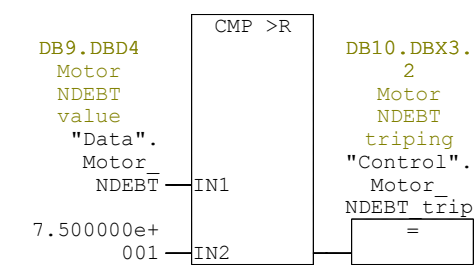 CMP >R
DB9.DBD4
Motor
NDEBT
value
"Data".
Motor_
NDEBT
IN1
7.500000e+
001
IN2
DB10.DBX3.
2
Motor
NDEBT
triping
"Control".
Motor_
NDEBT_trip
=